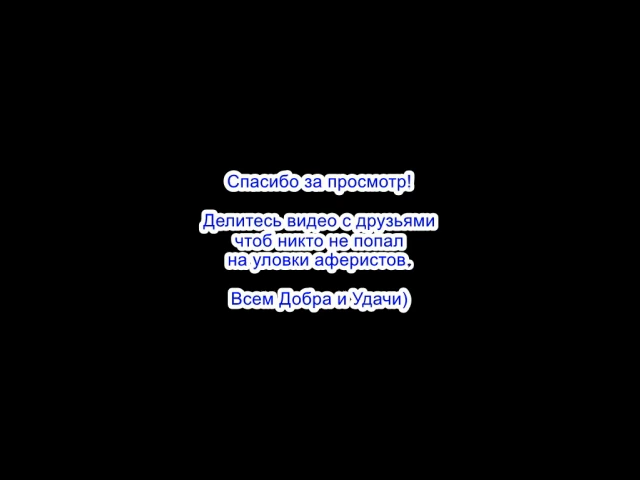 Спасибо за просмотр!
Делитесь видео с друзьями
чтоб никто не попал
на уловки аферистов.
Всем Добра и Удачи)